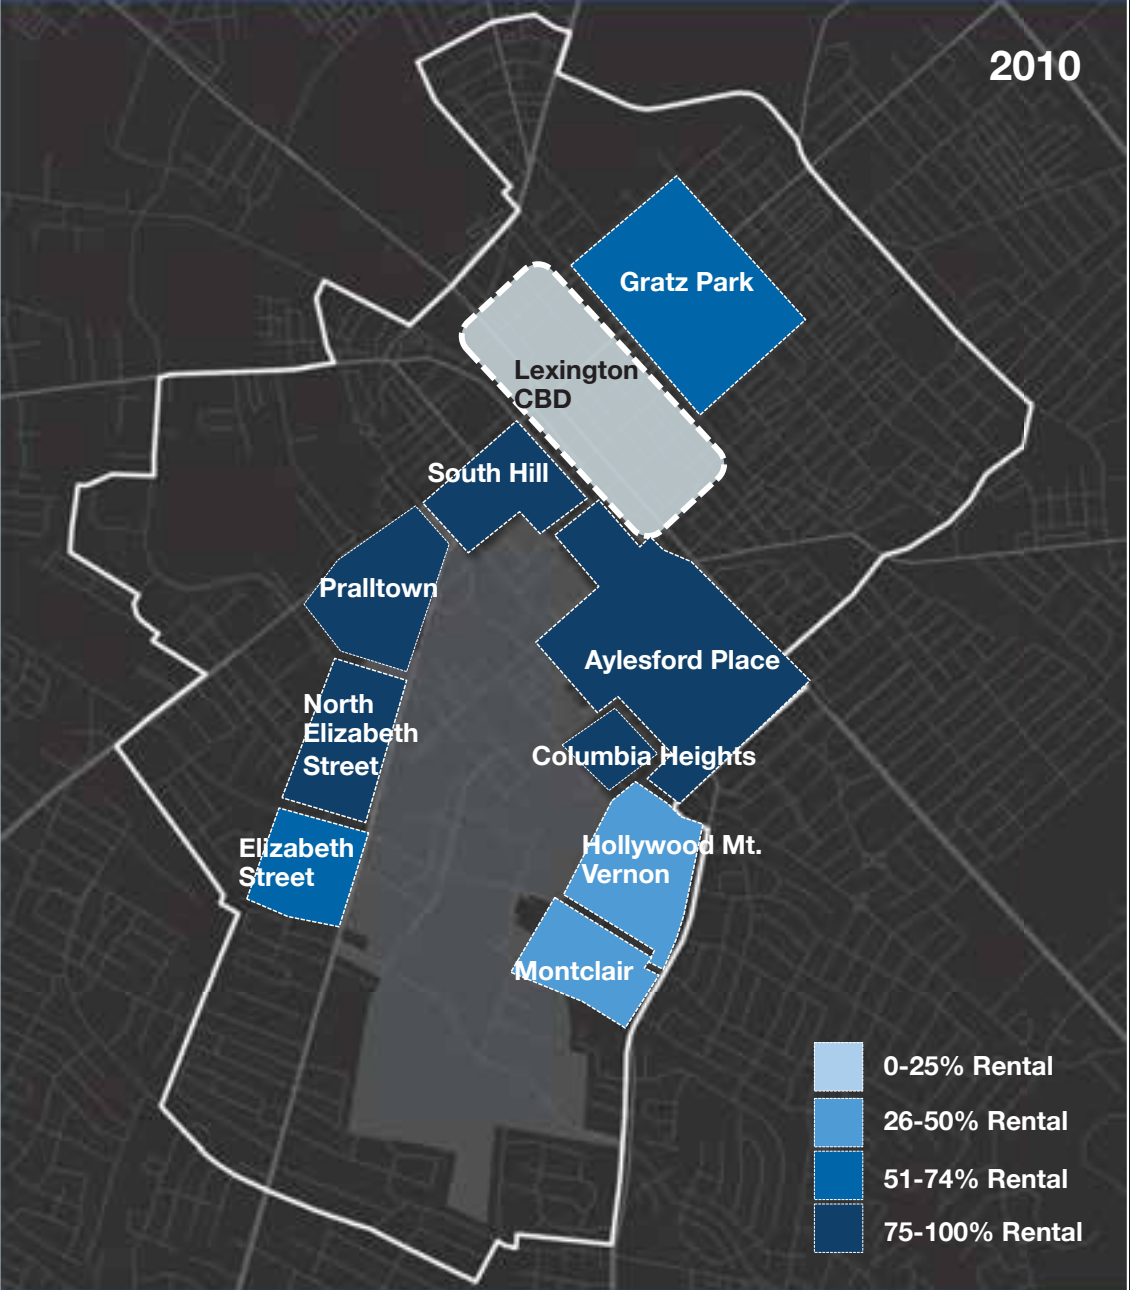 2010
Gratz Park
Lexington
CBD
South Hill
Pralltown
Aylesford Place
North
Elizabeth
Street
Columbia Heights
Elizabeth
Street
Hollywood Mt.
Vernon
Montclair
0-25% Rental
26-50% Rental
51-74% Rental
75-100% Rental